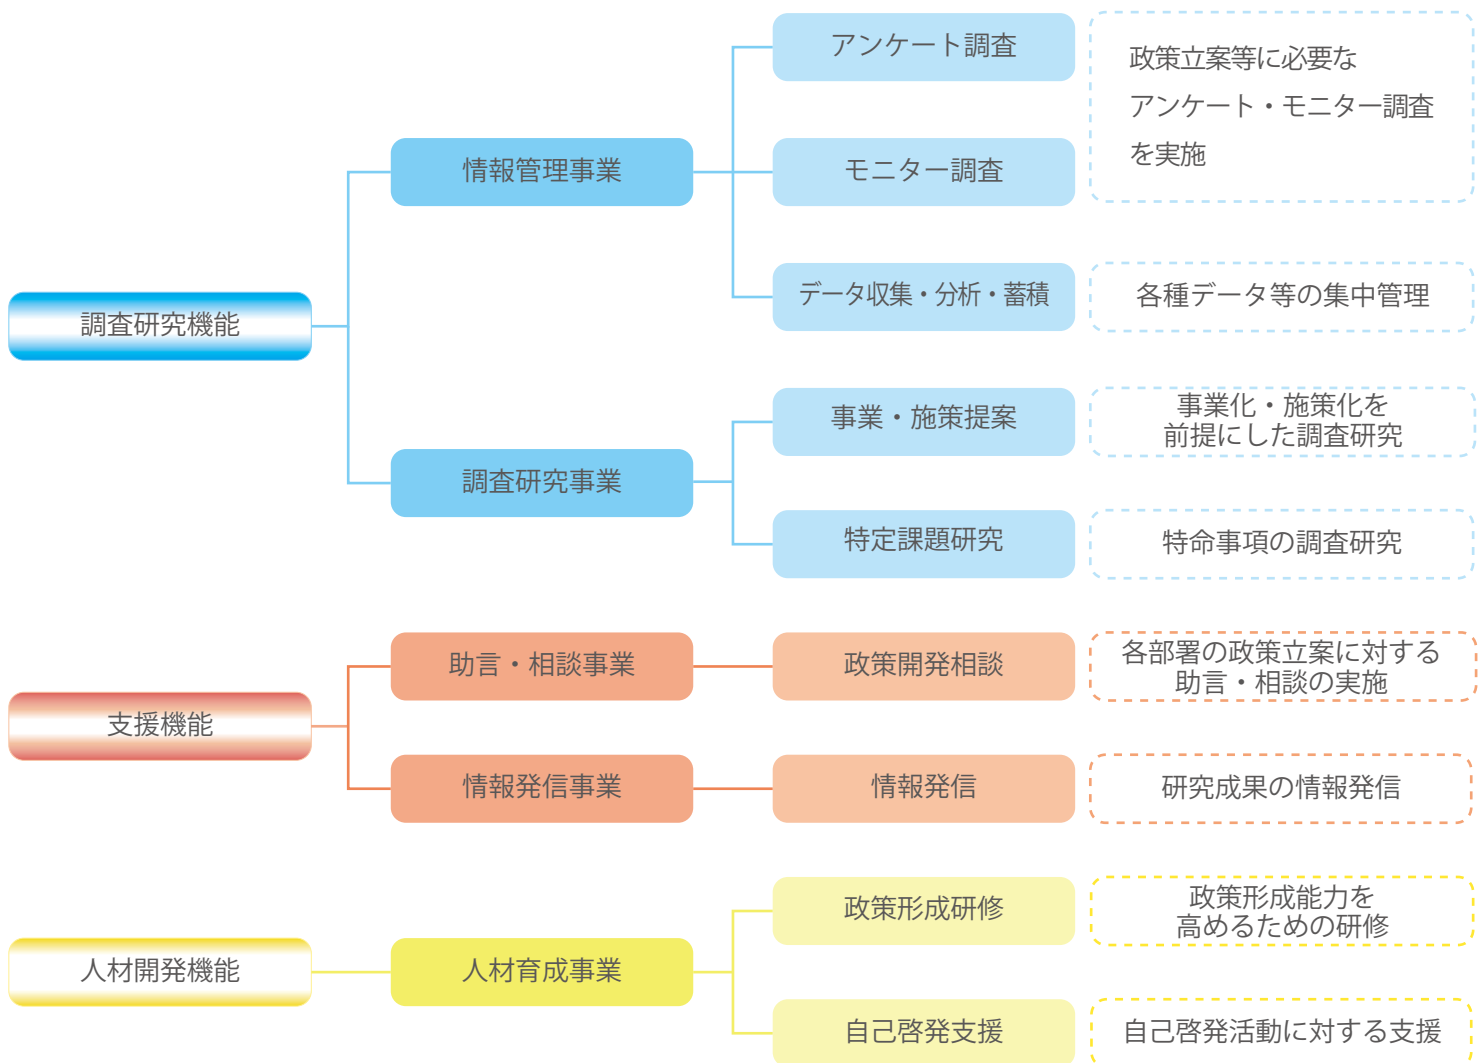 アンケート調査
政策立案等に必要な
アンケート・モニター調査
を実施
情報管理事業
モニター調査
データ収集・分析・蓄積
各種データ等の集中管理
調査研究機能
事業・施策提案
事業化・施策化を
前提にした調査研究
調査研究事業
特定課題研究
特命事項の調査研究
支援機能
助言・相談事業
政策開発相談
各部署の政策立案に対する
助言・相談の実施
情報発信事業
情報発信
研究成果の情報発信
人材開発機能
人材育成事業
政策形成研修
政策形成能力を
高めるための研修
自己啓発支援
自己啓発活動に対する支援